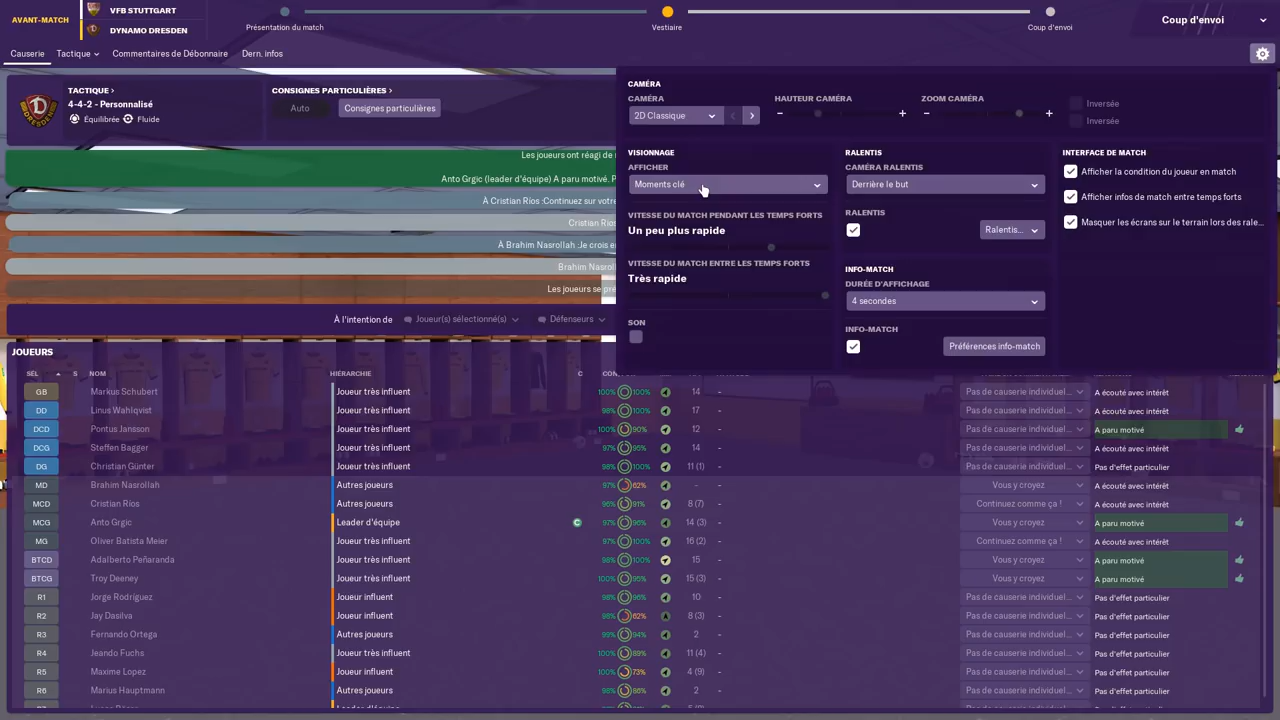 AVANT-MATCH
VFB STUTTGART
DYNAMO DRESDEN
Présentation du match
Vestiaire
Coup d'envoi
Coup d'envoi
Causerie
Tactique
Commentaires de Débonnaire
Dern. infos
TACTIQUE >
4-4-2 - Personnalisé
Équilibrée
Fluide
CONSIGNES PARTICULIÈRES >
Auto
Consignes particulières
Les joueurs ont réagi de
Anto Grgic (leader d'équipe) A paru motivé. P
À Cristian Ríos :Continuez sur votre
Cristian Ríos
À Brahim Nasrollah :Je crois e
Brahim Nasrol
Les joueurs se pré
À l'intention de
Joueur(s) sélectionné(s)
Défenseurs
CAMÉRA
CAMÉRA
2D Classique
HAUTEUR CAMÉRA
ZOOM CAMÉRA
Inversée
Inversée
VISIONNAGE
AFFICHER
Moments clé
VITESSE DU MATCH PENDANT LES TEMPS FORTS
Un peu plus rapide
VITESSE DU MATCH ENTRE LES TEMPS FORTS
Très rapide
SON
RALENTIS
CAMÉRA RALENTIS
Derrière le but
RALENTIS
Ralentis...
INFO-MATCH
DURÉE D'AFFICHAGE
4 secondes
INFO-MATCH
Préférences info-match
INTERFACE DE MATCH
Afficher la condition du joueur en match
Afficher infos de match entre temps forts
Masquer les écrans sur le terrain lors des rale...
JOUEURS
SÉL S NOM HIÉRARCHIE C CON
GB Markus Schubert Joueur très influent 100% 100% 14 - Pas de causerie individuel... A écouté avec intérêt
DD Linus Wahlqvist Joueur très influent 98% 100% 17 - Pas de causerie individuel... A écouté avec intérêt
DCD Pontus Jansson Joueur très influent 100% 90% 12 - Pas de causerie individuel... A paru motivé
DCG Steffen Bagger Joueur très influent 97% 95% 14 - Pas de causerie individuel... A écouté avec intérêt
DG Christian Günter Joueur très influent 98% 100% 11 (1) - Pas de causerie individuel... Pas d'effet particulier
MD Brahim Nasrollah Autres joueurs 97% 62% - - Vous y croyez A écouté avec intérêt
MCD Cristian Ríos Autres joueurs 96% 91% 8 (7) - Continuez comme ça ! A écouté avec intérêt
MCG Anto Grgic Leader d'équipe C 97% 96% 14 (3) - Vous y croyez A paru motivé
MG Oliver Batista Meier Joueur très influent 97% 100% 16 (2) - Continuez comme ça ! A écouté avec intérêt
BTCD Adalberto Peñaranda Joueur très influent 98% 100% 15 - Vous y croyez A paru motivé
BTCG Troy Deeney Joueur très influent 100% 95% 15 (3) - Vous y croyez A paru motivé
R1 Jorge Rodríguez Joueur influent 98% 96% 10 - Pas de causerie individuel... Pas d'effet particulier
R2 Jay Dasilva Joueur influent 98% 62% 8 (3) - Pas de causerie individuel... Pas d'effet particulier
R3 Fernando Ortega Autres joueurs 99% 94% 2 - Pas de causerie individuel... Pas d'effet particulier
R4 Jeando Fuchs Joueur très influent 100% 89% 11 (4) - Pas de causerie individuel... Pas d'effet particulier
R5 Maxime Lopez Joueur influent 100% 73% 4 (9) - Pas de causerie individuel... Pas d'effet particulier
R6 Marius Hauptmann Autres joueurs 98% 86% 2 - Pas de causerie individuel... Pas d'effet particulier